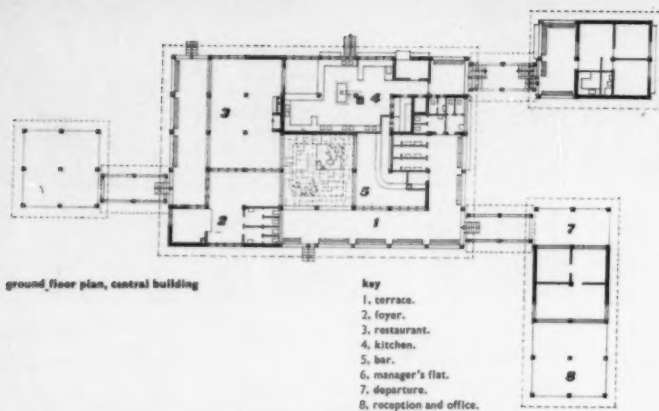 3
4
5
2
1
7
8
ground floor plan, central building
key
1, terrace.
2, foyer.
3, restaurant.
4, kitchen.
5, bar.
6, manager's flat.
7, departure.
8, reception and office.